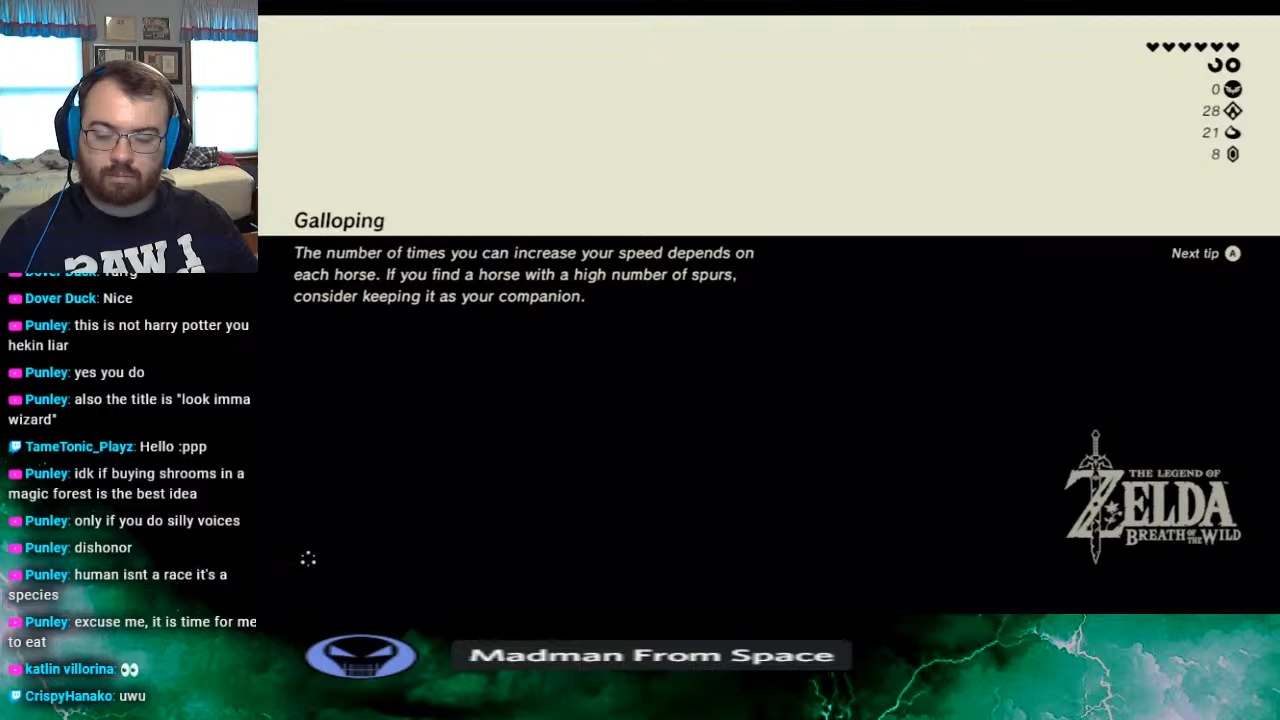 0
28
21
8
Galloping
The number of times you can increase your speed depends on
each horse. If you find a horse with a high number of spurs,
consider keeping it as your companion.
Next tip A
THE LEGEND OF
ZELDA
BREATH OF THE WILD
Dover Duck: Nice
Punley: this is not harry potter you
hekin liar
Punley: yes you do
Punley: also the title is "look imma
wizard"
TameTonic_Playz: Hello :ppp
Punley: idk if buying shrooms in a
magic forest is the best idea
Punley: only if you do silly voices
Punley: dishonor
Punley: human isnt a race it's a
species
Punley: excuse me, it is time for me
to eat
katlin villorina: 👀
CrispyHanako: uwu
Madman From Space